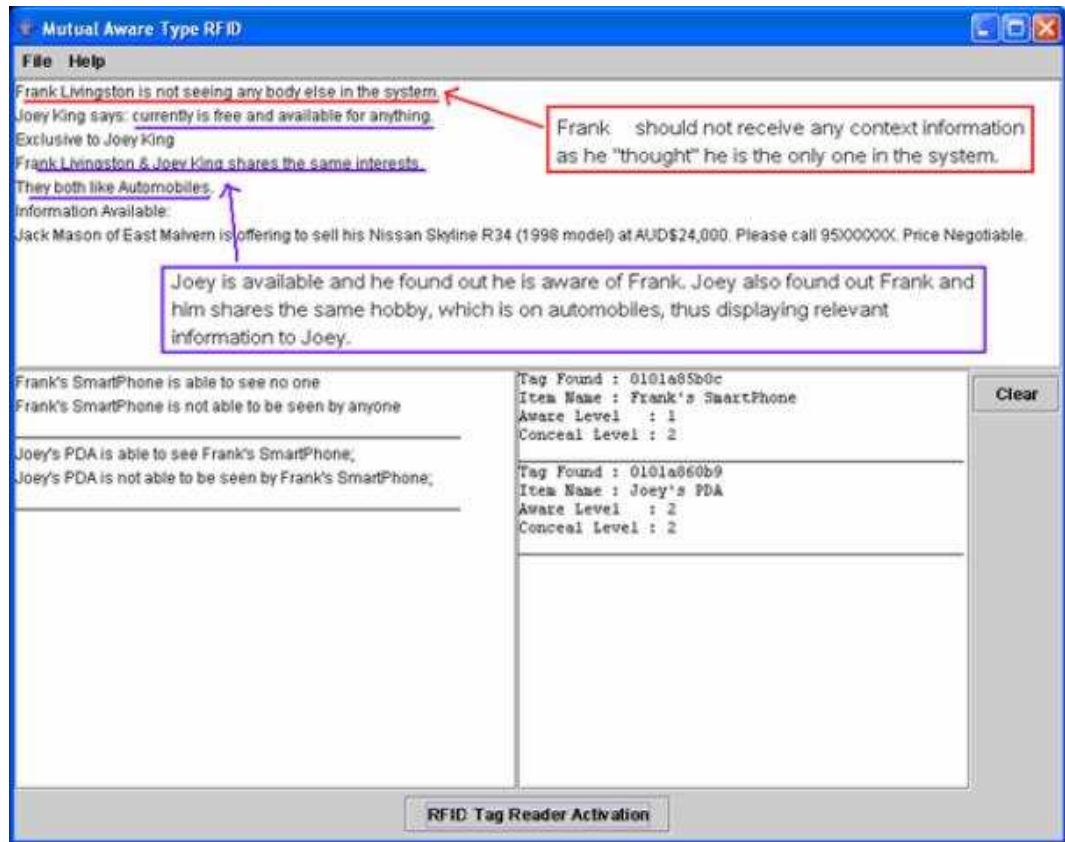 Mutual Aware Type RFID
File Help
Frank Livingston is not seeing any body else in the system.
Joey King says: currently is free and available for anything.
Exclusive to Joey King
Frank Livingston & Joey King shares the same interests.
They both like Automobiles.
Information Available:
Jack Mason of East Malvern is offering to sell his Nissan Skyline R34 (1998 model) at AUD$24,000. Please call 95XXXXXX. Price Negotiable.
Frank should not receive any context information
as he "thought" he is the only one in the system.
Joey is available and he found out he is aware of Frank. Joey also found out Frank and
him shares the same hobby, which is on automobiles, thus displaying relevant
information to Joey.
Frank's SmartPhone is able to see no one
Frank's SmartPhone is not able to be seen by anyone
Joey's PDA is able to see Frank's SmartPhone;
Joey's PDA is not able to be seen by Frank's SmartPhone;
Tag Found : 0101a85b0c
Item Name : Frank's SmartPhone
Aware Level : 1
Conceal Level : 2
Tag Found : 0101a860b9
Item Name : Joey's PDA
Aware Level : 2
Conceal Level : 2
Clear
RFID Tag Reader Activation